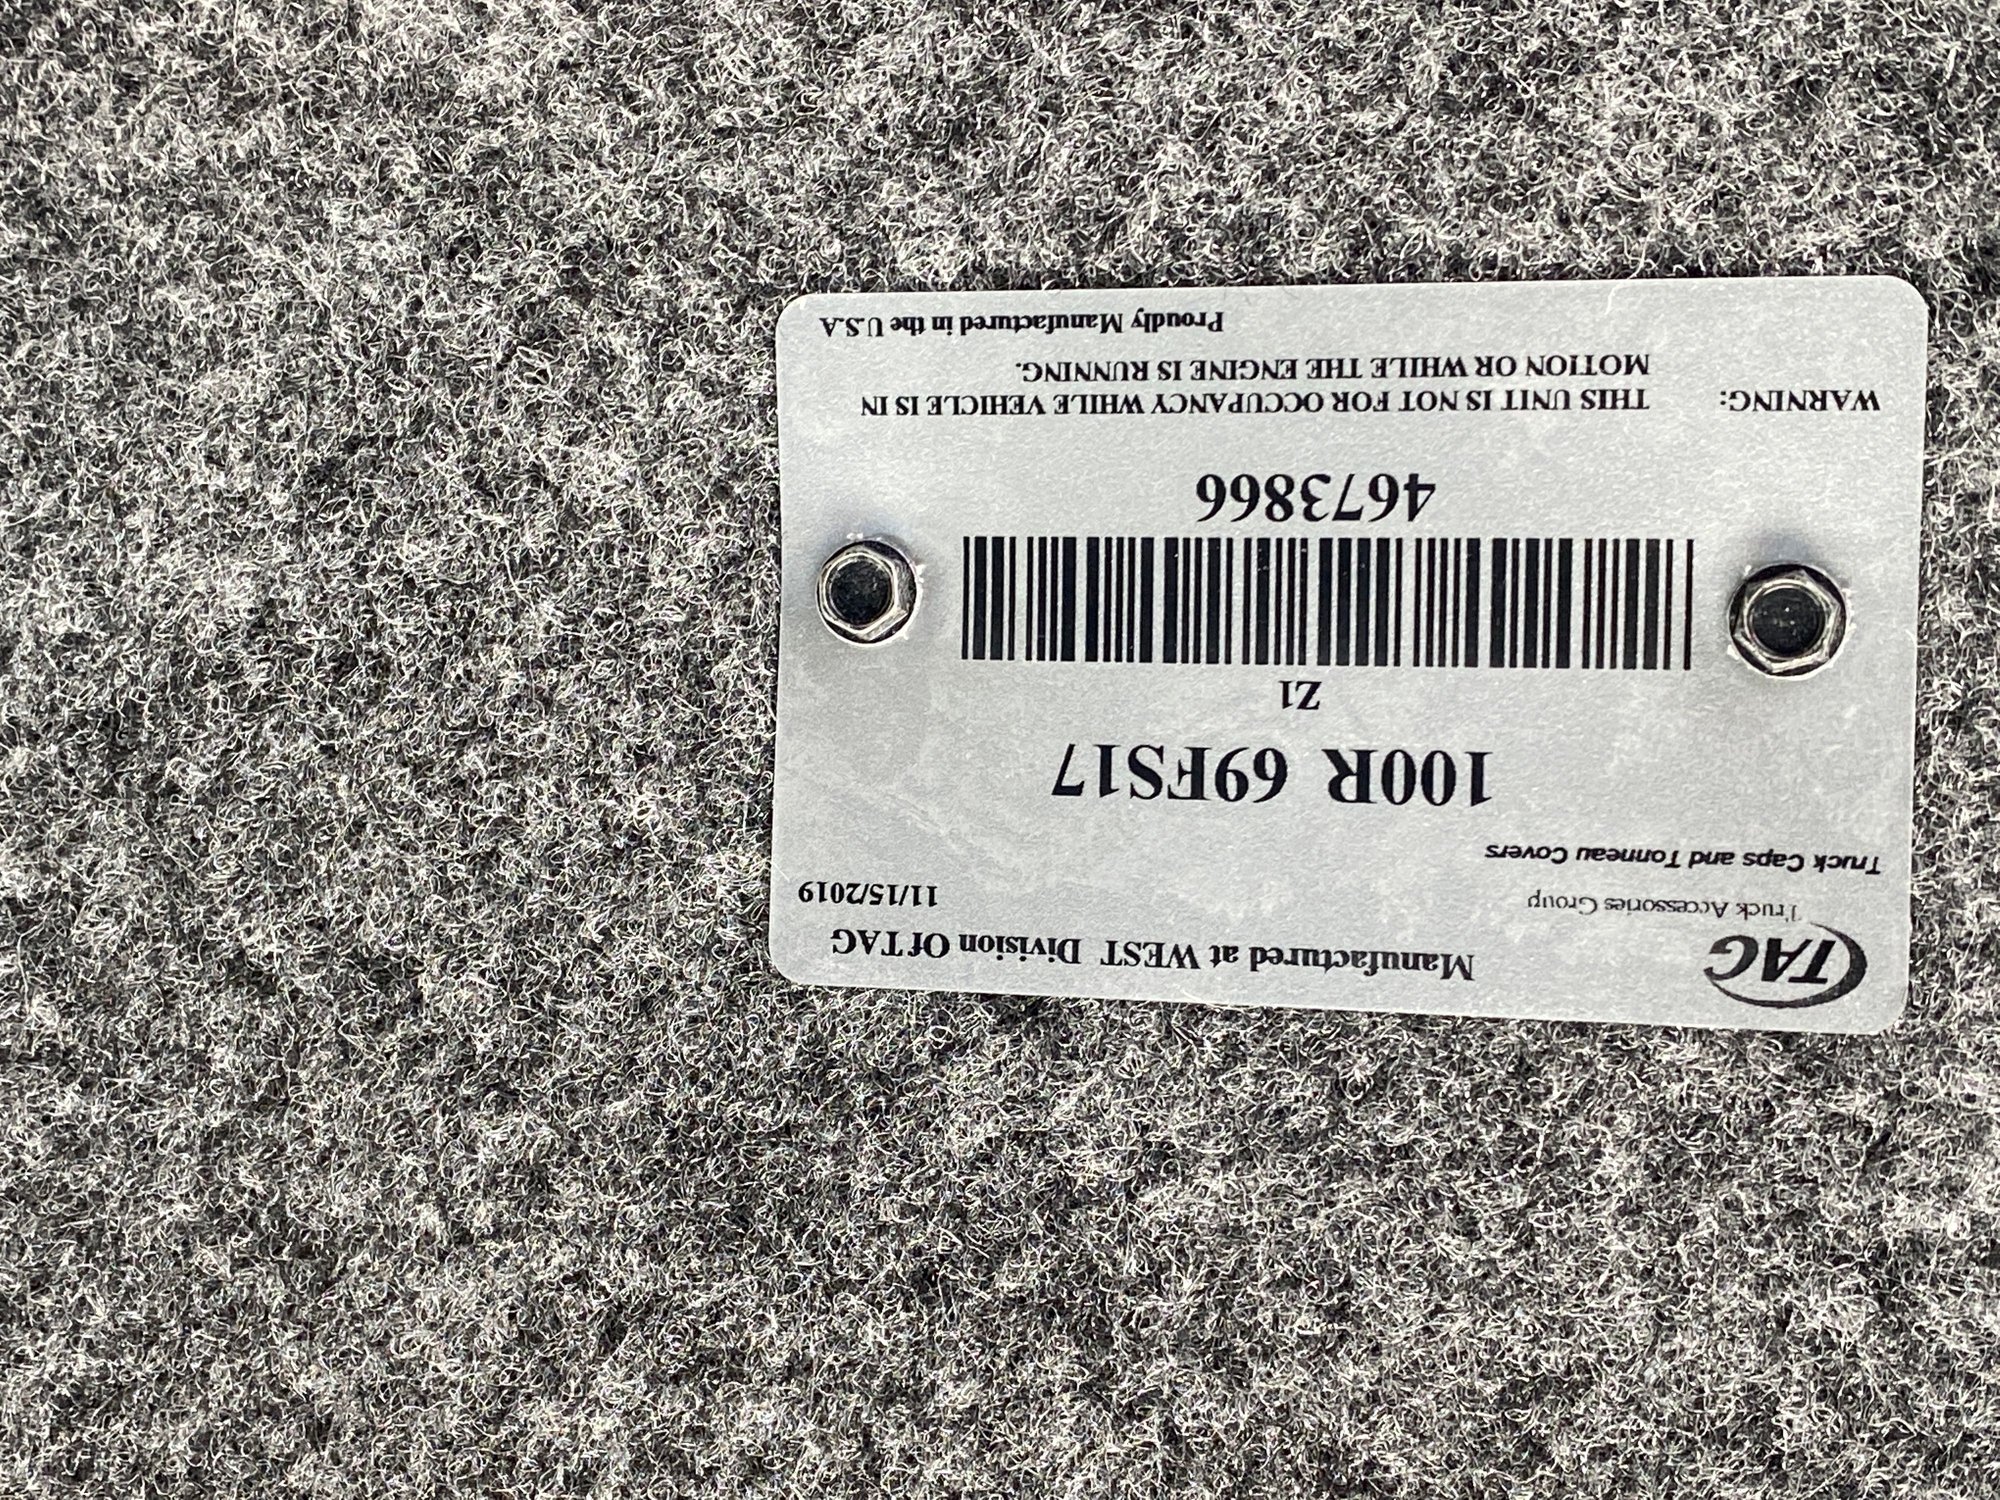 TAG
Manufactured at WEST Division Of TAG
Truck Accessories Group
11/15/2019
Truck Caps and Tonneau Covers
100R 69FS17
Z1
4673866
WARNING: THIS UNIT IS NOT FOR OCCUPANCY WHILE VEHICLE IS IN
MOTION OR WHILE THE ENGINE IS RUNNING.
Proudly Manufactured in the U.S.A